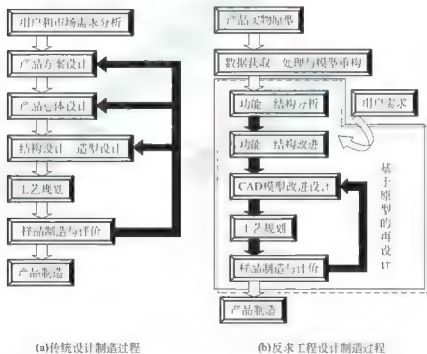 用户和市场需求分析
产品方案设计
产品总体设计
结构设计 造型设计
工艺规划
样品制造与评价
产品制造
(a)传统设计制造过程
产品实物原型
数据获取 处理与模型重构
功能 结构分析
用户需求
功能 结构改进
CAD模型改进设计
工艺规划
样品制造与评价
产品制造
基于原型的再设计
(b)反求工程设计制造过程